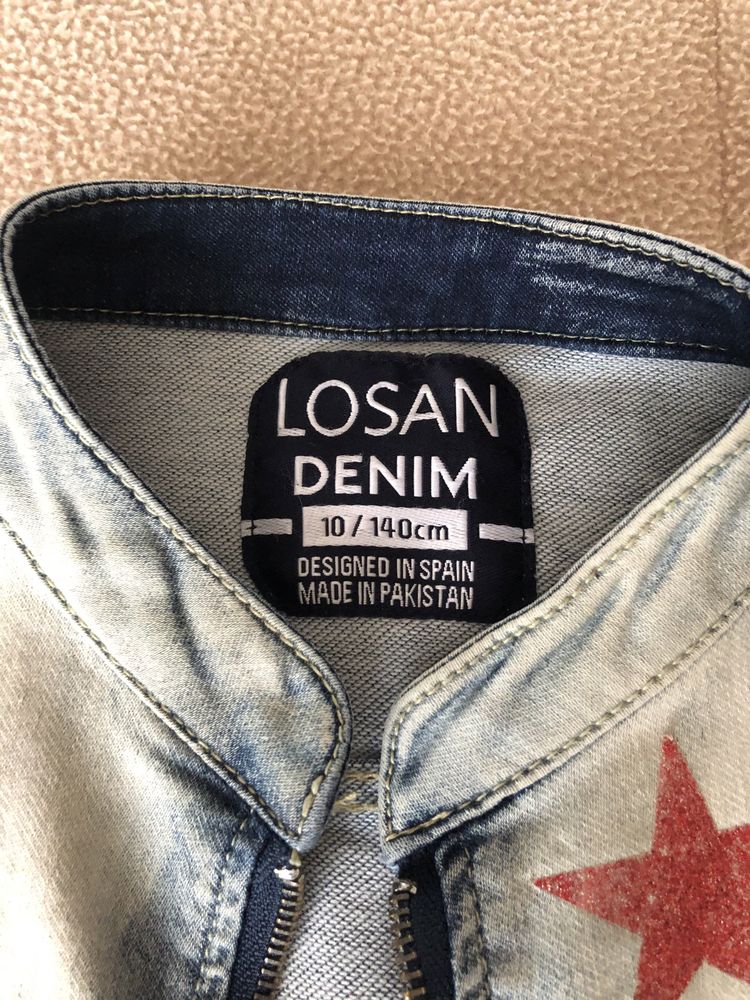 LOSAN
DENIM
10 / 140cm
DESIGNED IN SPAIN
MADE IN PAKISTAN